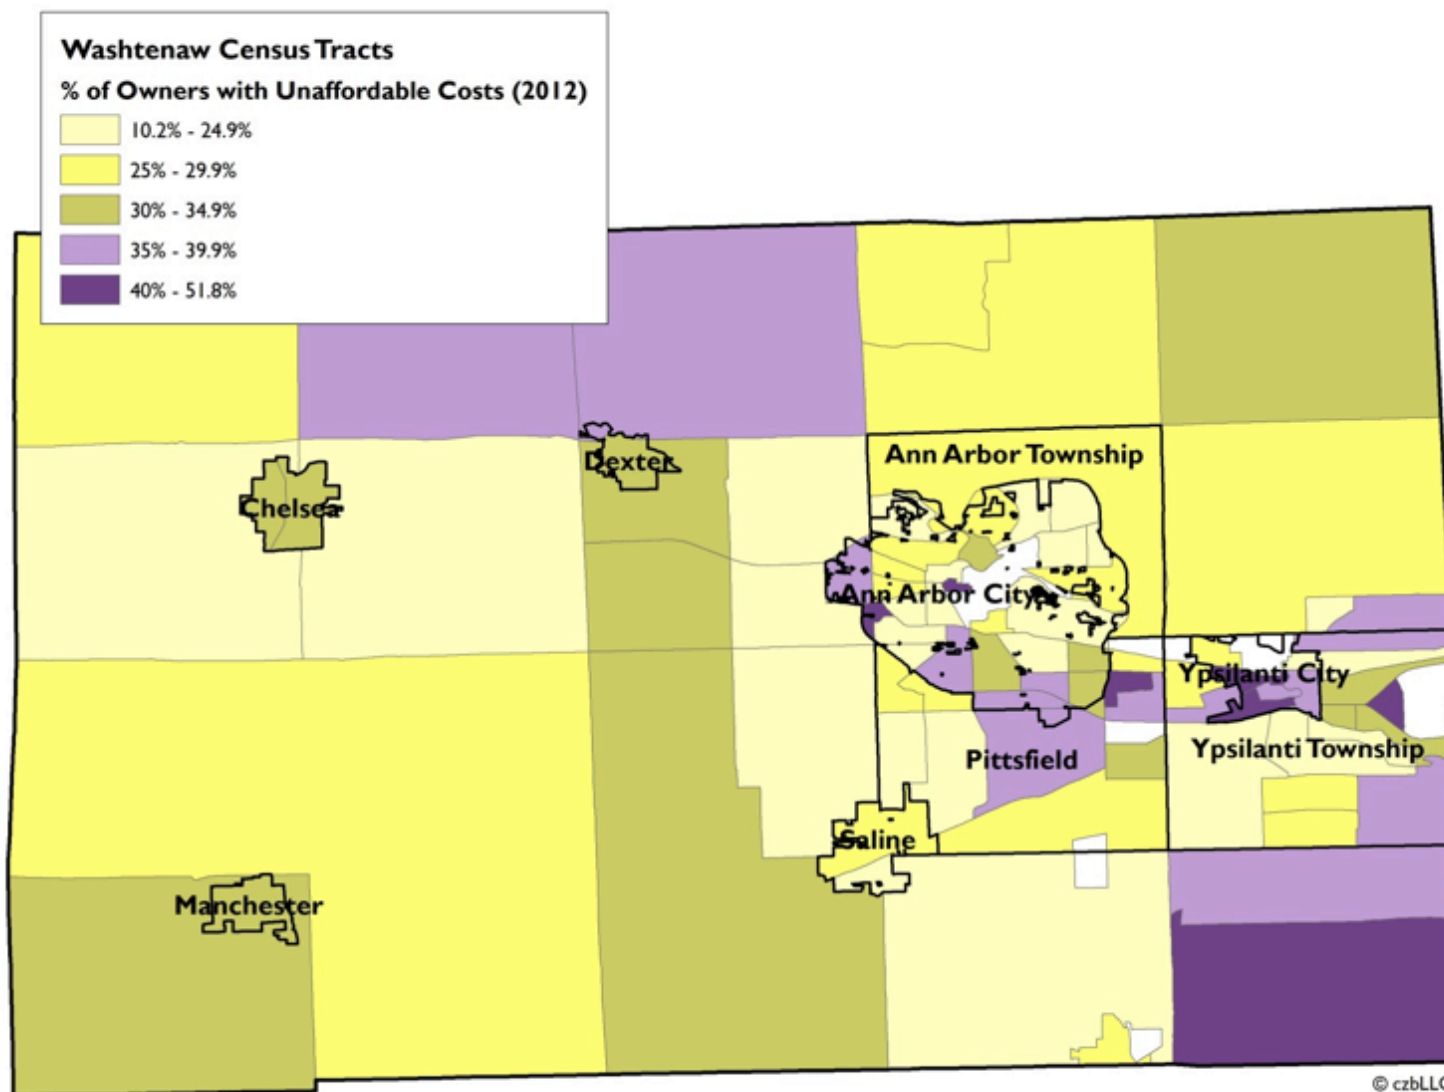 Washtenaw Census Tracts
% of Owners with Unaffordable Costs (2012)
10.2% - 24.9%
25% - 29.9%
30% - 34.9%
35% - 39.9%
40% - 51.8%
Ann Arbor Township
Dexter
Chelsea
Ann Arbor City
Ypsilanti City
Ypsilanti Township
Pittsfield
Saline
Manchester
© czbLLC